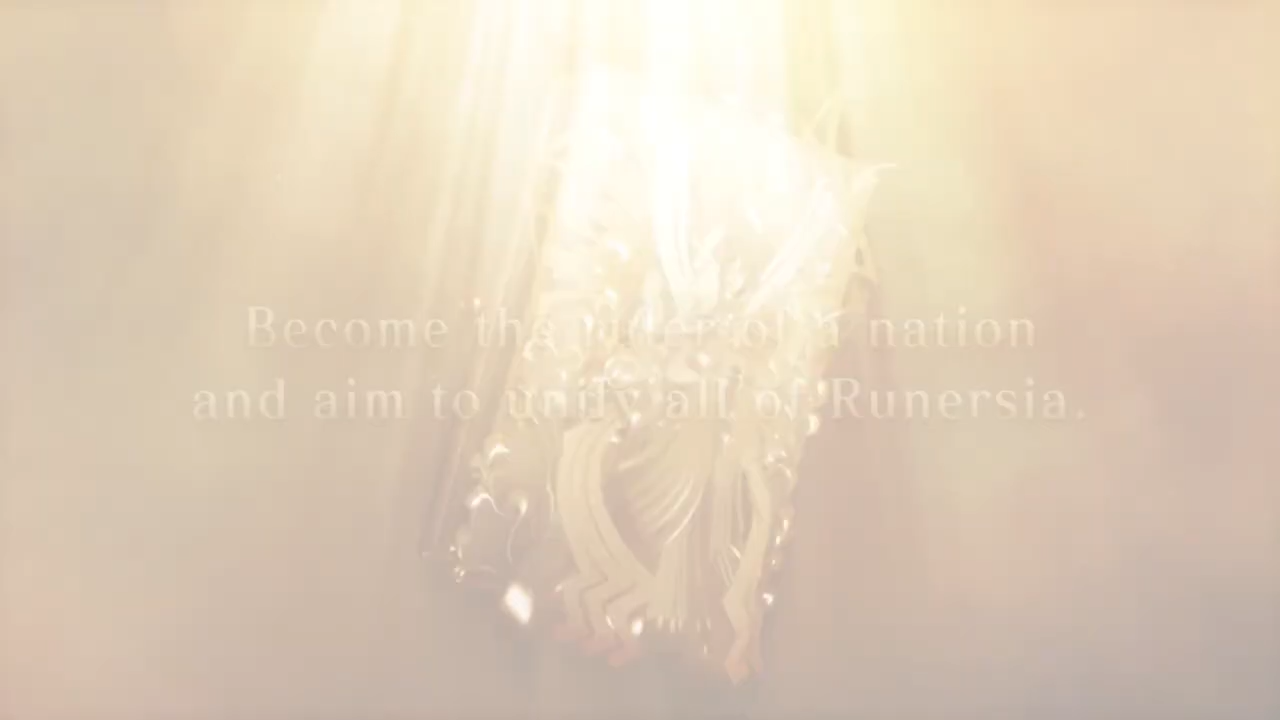 Become the ruler of a nation
and aim to unify all of Runersia.